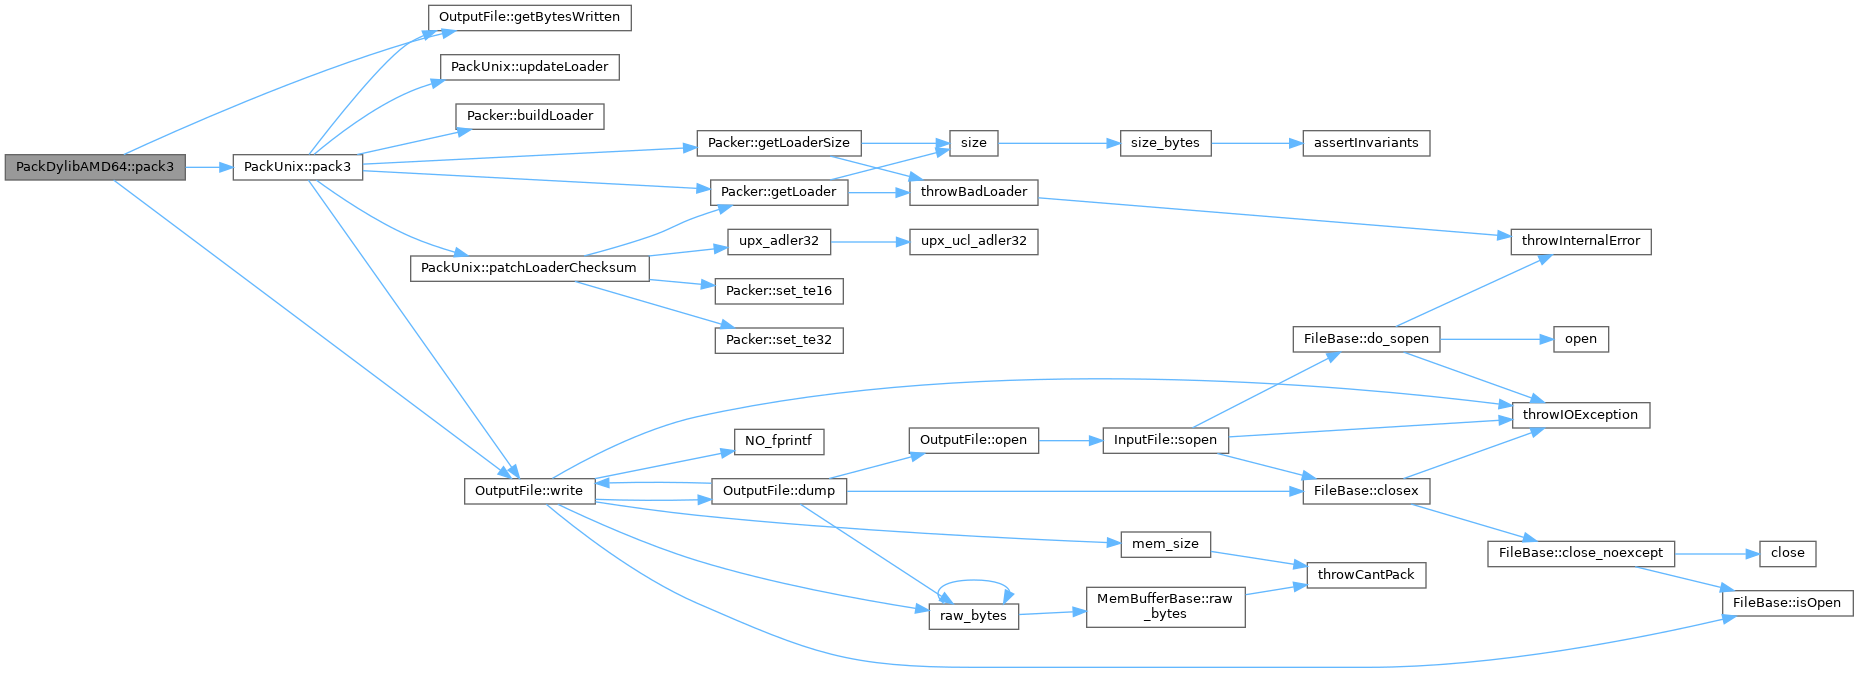 OutputFile::getBytesWritten
PackUnix::updateLoader
Packer::buildLoader
Packer::getLoaderSize
size
size_bytes
assertInvariants
PackDylibAMD64::pack3
PackUnix::pack3
Packer::getLoader
throwBadLoader
upx_adler32
upx_ucl_adler32
throwInternalError
PackUnix::patchLoaderChecksum
Packer::set_te16
Packer::set_te32
FileBase::do_sopen
open
throwIOException
NO_fprintf
OutputFile::open
InputFile::sopen
OutputFile::write
OutputFile::dump
FileBase::closex
mem_size
FileBase::close_noexcept
close
throwCantPack
MemBufferBase::raw
_bytes
raw_bytes
FileBase::isOpen